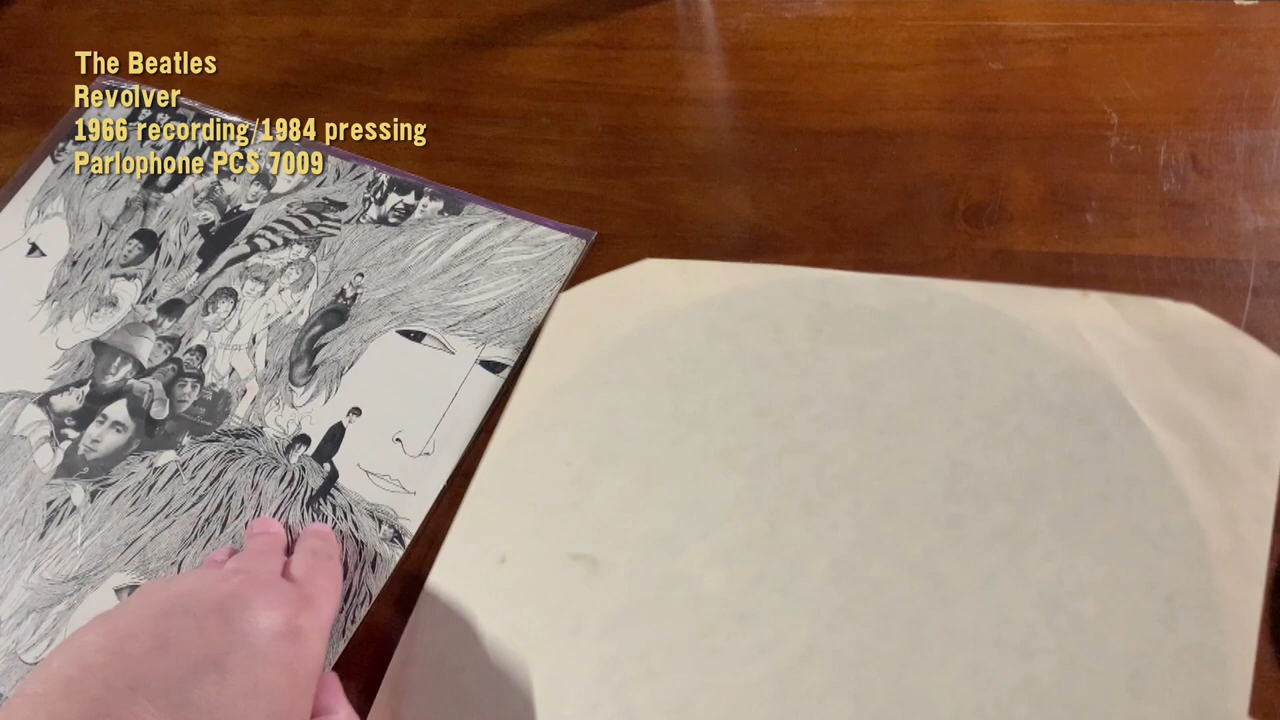 The Beatles
Revolver
1966 recording/1984 pressing
Parlophone PCS 7009